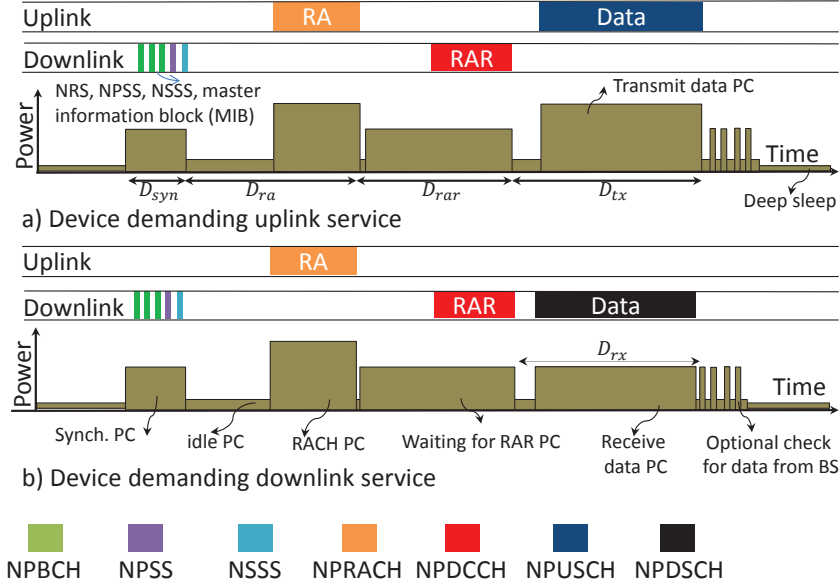 Uplink RA Data
Downlink RAR
NRS, NPSS, NSSS, master
information block (MIB)
Transmit data PC
Power
Time
D_syn D_ra D_rar D_tx
Deep sleep
a) Device demanding uplink service
Uplink RA
Downlink RAR Data
D_rx
Power
Time
Synch. PC idle PC RACH PC Waiting for RAR PC Receive
data PC Optional check
for data from BS
b) Device demanding downlink service
NPBCH NPSS NSSS NPRACH NPDCCH NPUSCH NPDSCH